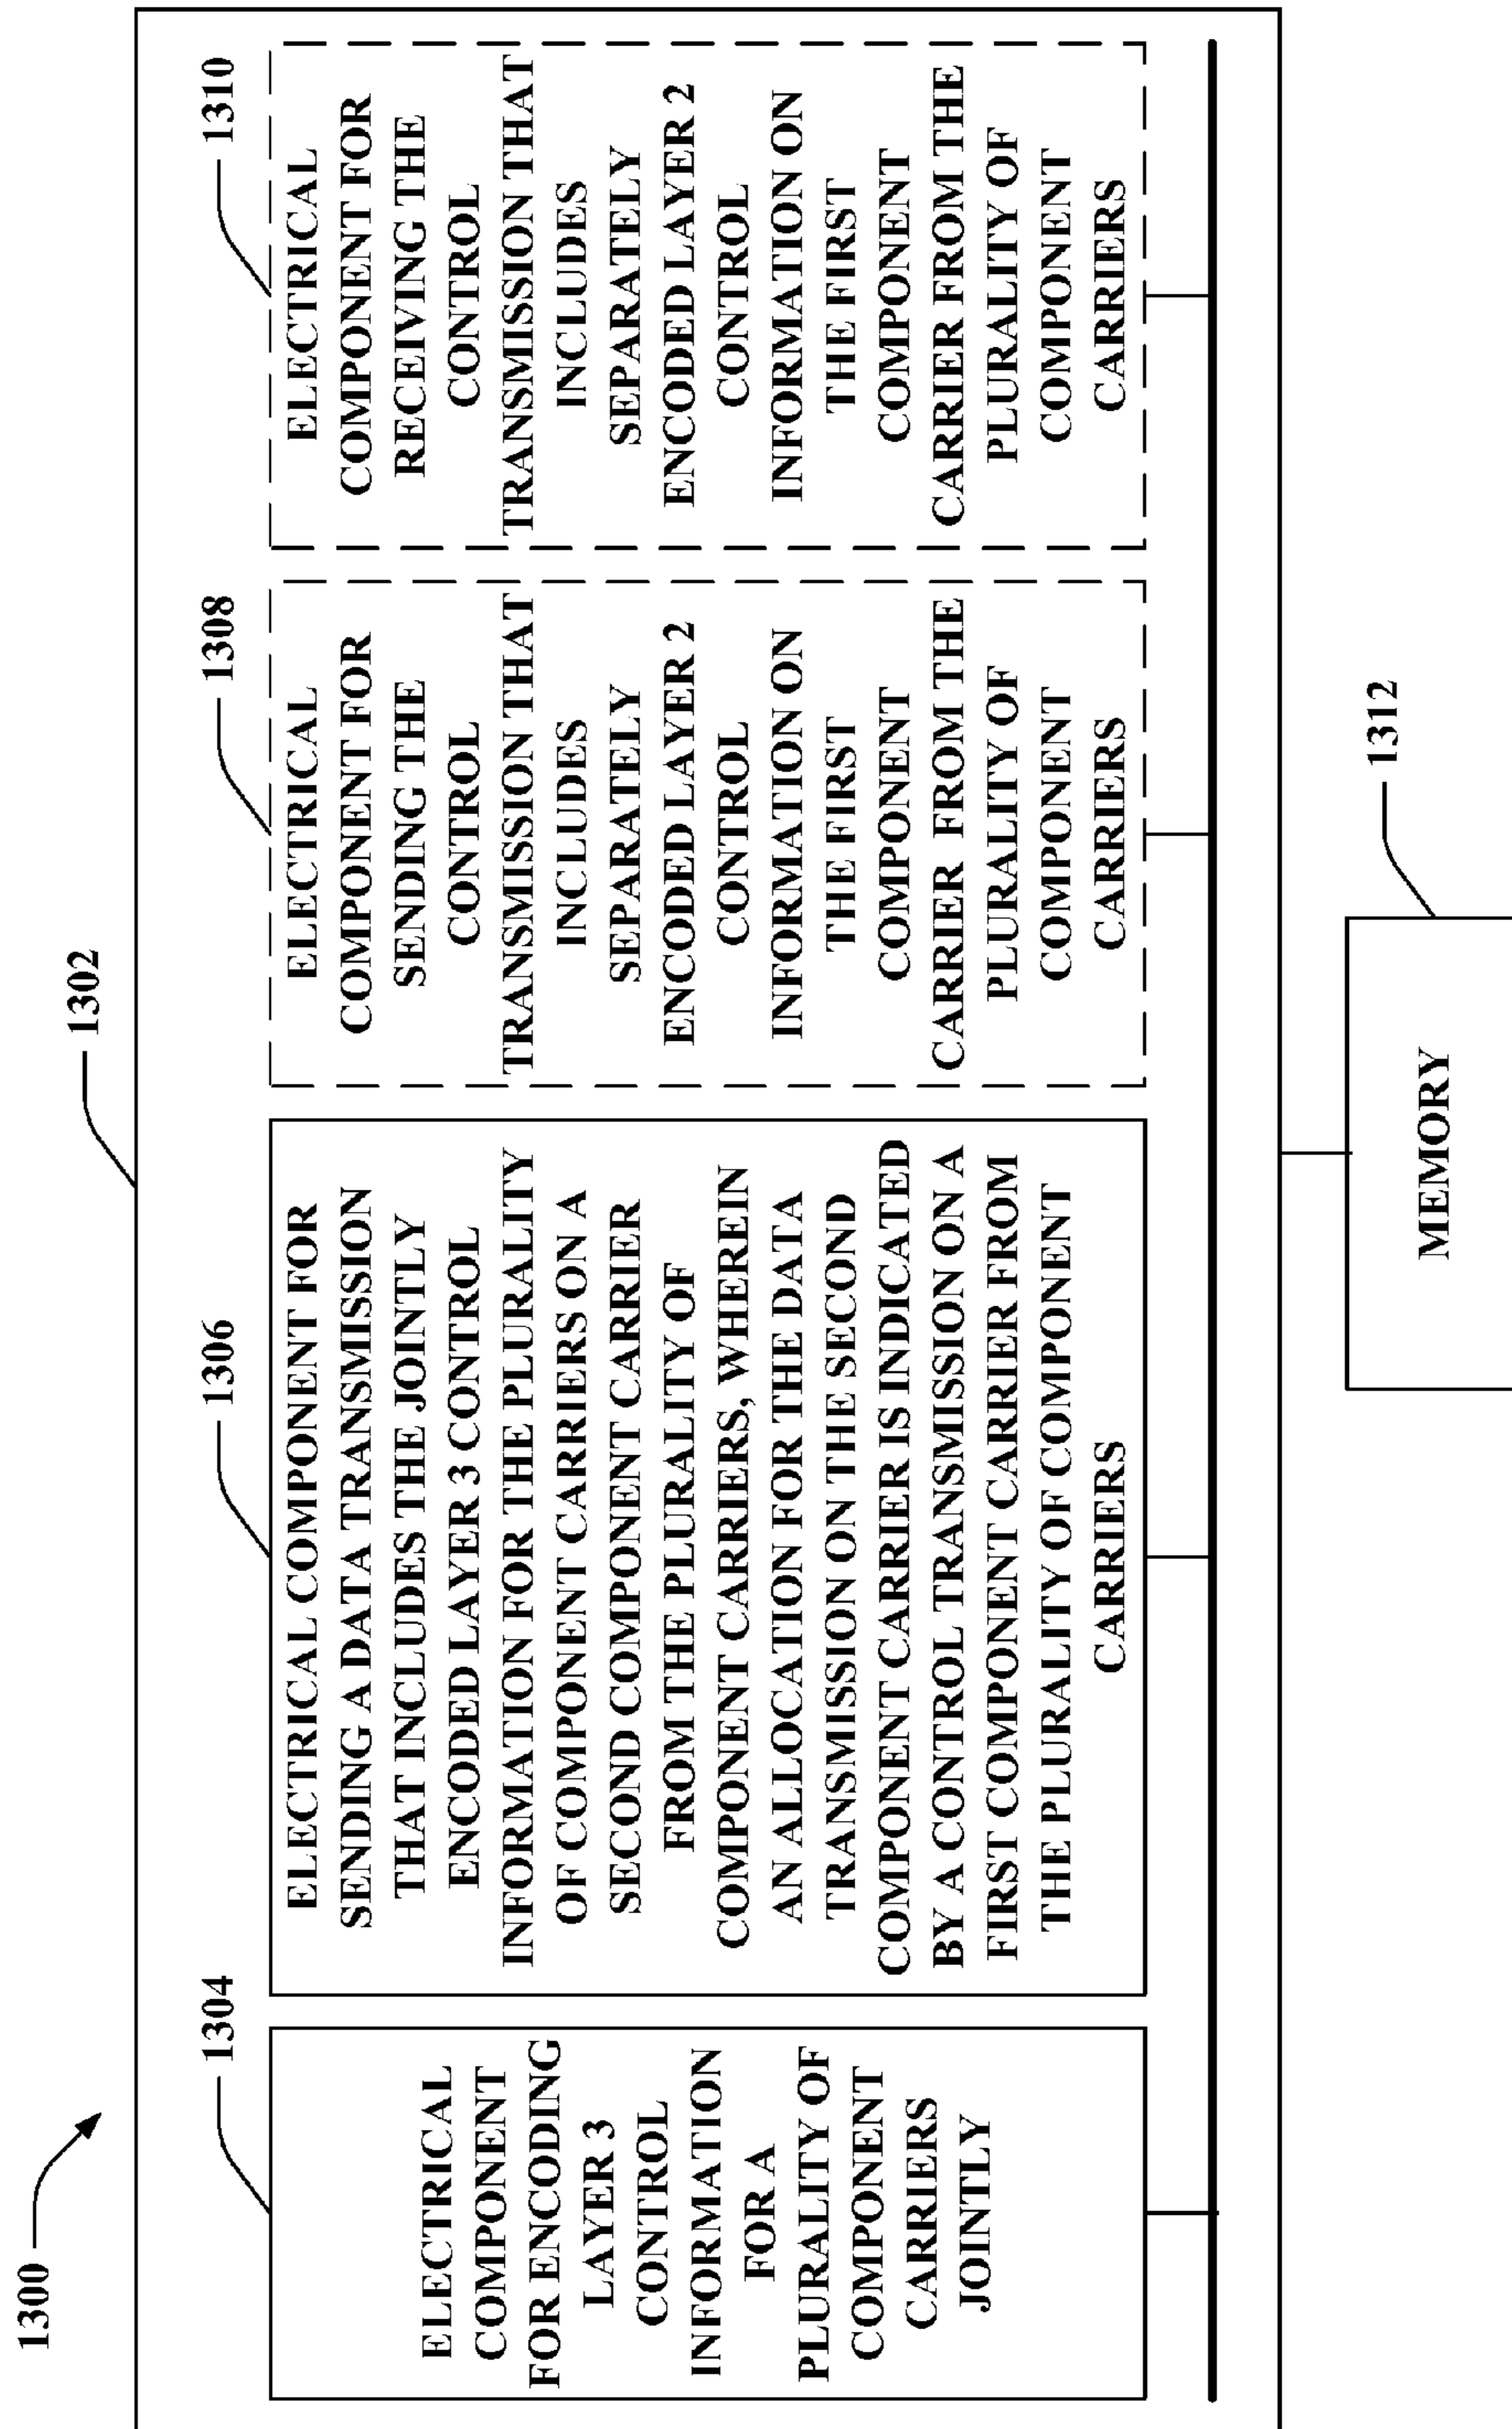 1300
1302
1304
ELECTRICAL
COMPONENT
FOR ENCODING
LAYER 3
CONTROL
INFORMATION
FOR A
PLURALITY OF
COMPONENT
CARRIERS
JOINTLY
1306
ELECTRICAL COMPONENT FOR
SENDING A DATA TRANSMISSION
THAT INCLUDES THE JOINTLY
ENCODED LAYER 3 CONTROL
INFORMATION FOR THE PLURALITY
OF COMPONENT CARRIERS ON A
SECOND COMPONENT CARRIER
FROM THE PLURALITY OF
COMPONENT CARRIERS, WHEREIN
AN ALLOCATION FOR THE DATA
TRANSMISSION ON THE SECOND
COMPONENT CARRIER IS INDICATED
BY A CONTROL TRANSMISSION ON A
FIRST COMPONENT CARRIER FROM
THE PLURALITY OF COMPONENT
CARRIERS
1308
ELECTRICAL
COMPONENT FOR
SENDING THE
CONTROL
TRANSMISSION THAT
INCLUDES
SEPARATELY
ENCODED LAYER 2
CONTROL
INFORMATION ON
THE FIRST
COMPONENT
CARRIER FROM THE
PLURALITY OF
COMPONENT
CARRIERS
1310
ELECTRICAL
COMPONENT FOR
RECEIVING THE
CONTROL
TRANSMISSION THAT
INCLUDES
SEPARATELY
ENCODED LAYER 2
CONTROL
INFORMATION ON
THE FIRST
COMPONENT
CARRIER FROM THE
PLURALITY OF
COMPONENT
CARRIERS
1312
MEMORY